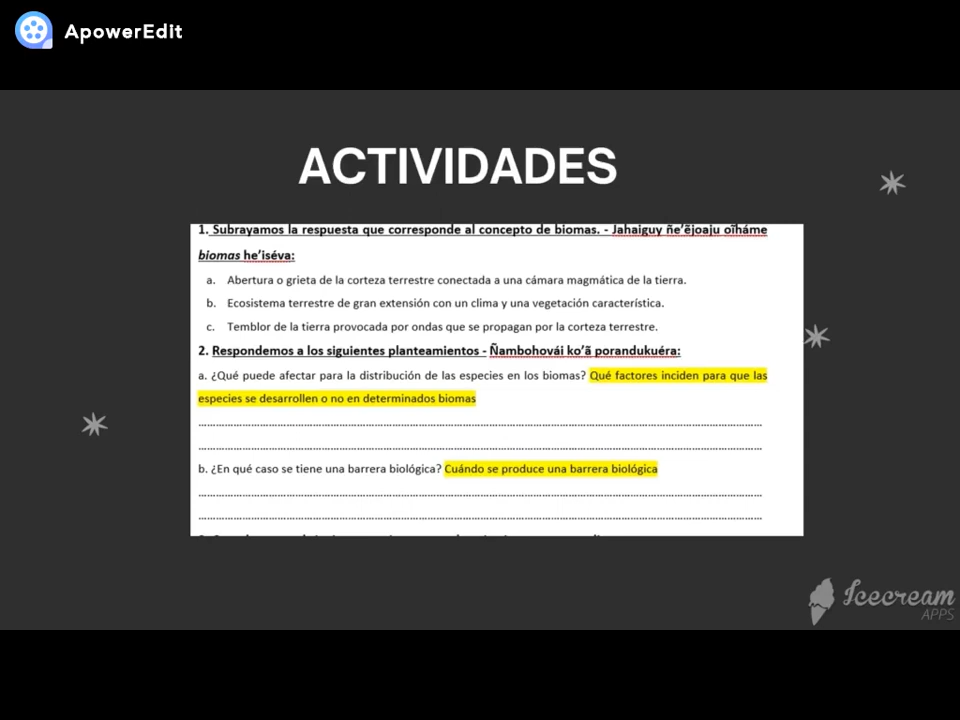 ApowerEdit
ACTIVIDADES
1. Subrayamos la respuesta que corresponde al concepto de biomas. - Jahaiguy ñe’ẽjoaju oĩháme
biomas he’iséva:
a. Abertura o grieta de la corteza terrestre conectada a una cámara magmática de la tierra.
b. Ecosistema terrestre de gran extensión con un clima y una vegetación característica.
c. Temblor de la tierra provocada por ondas que se propagan por la corteza terrestre.
2. Respondemos a los siguientes planteamientos - Ñambohovái ko’ã porandukuéra:
a. ¿Qué puede afectar para la distribución de las especies en los biomas? Qué factores inciden para que las
especies se desarrollen o no en determinados biomas
b. ¿En qué caso se tiene una barrera biológica? Cuándo se produce una barrera biológica
Icecream
APPS